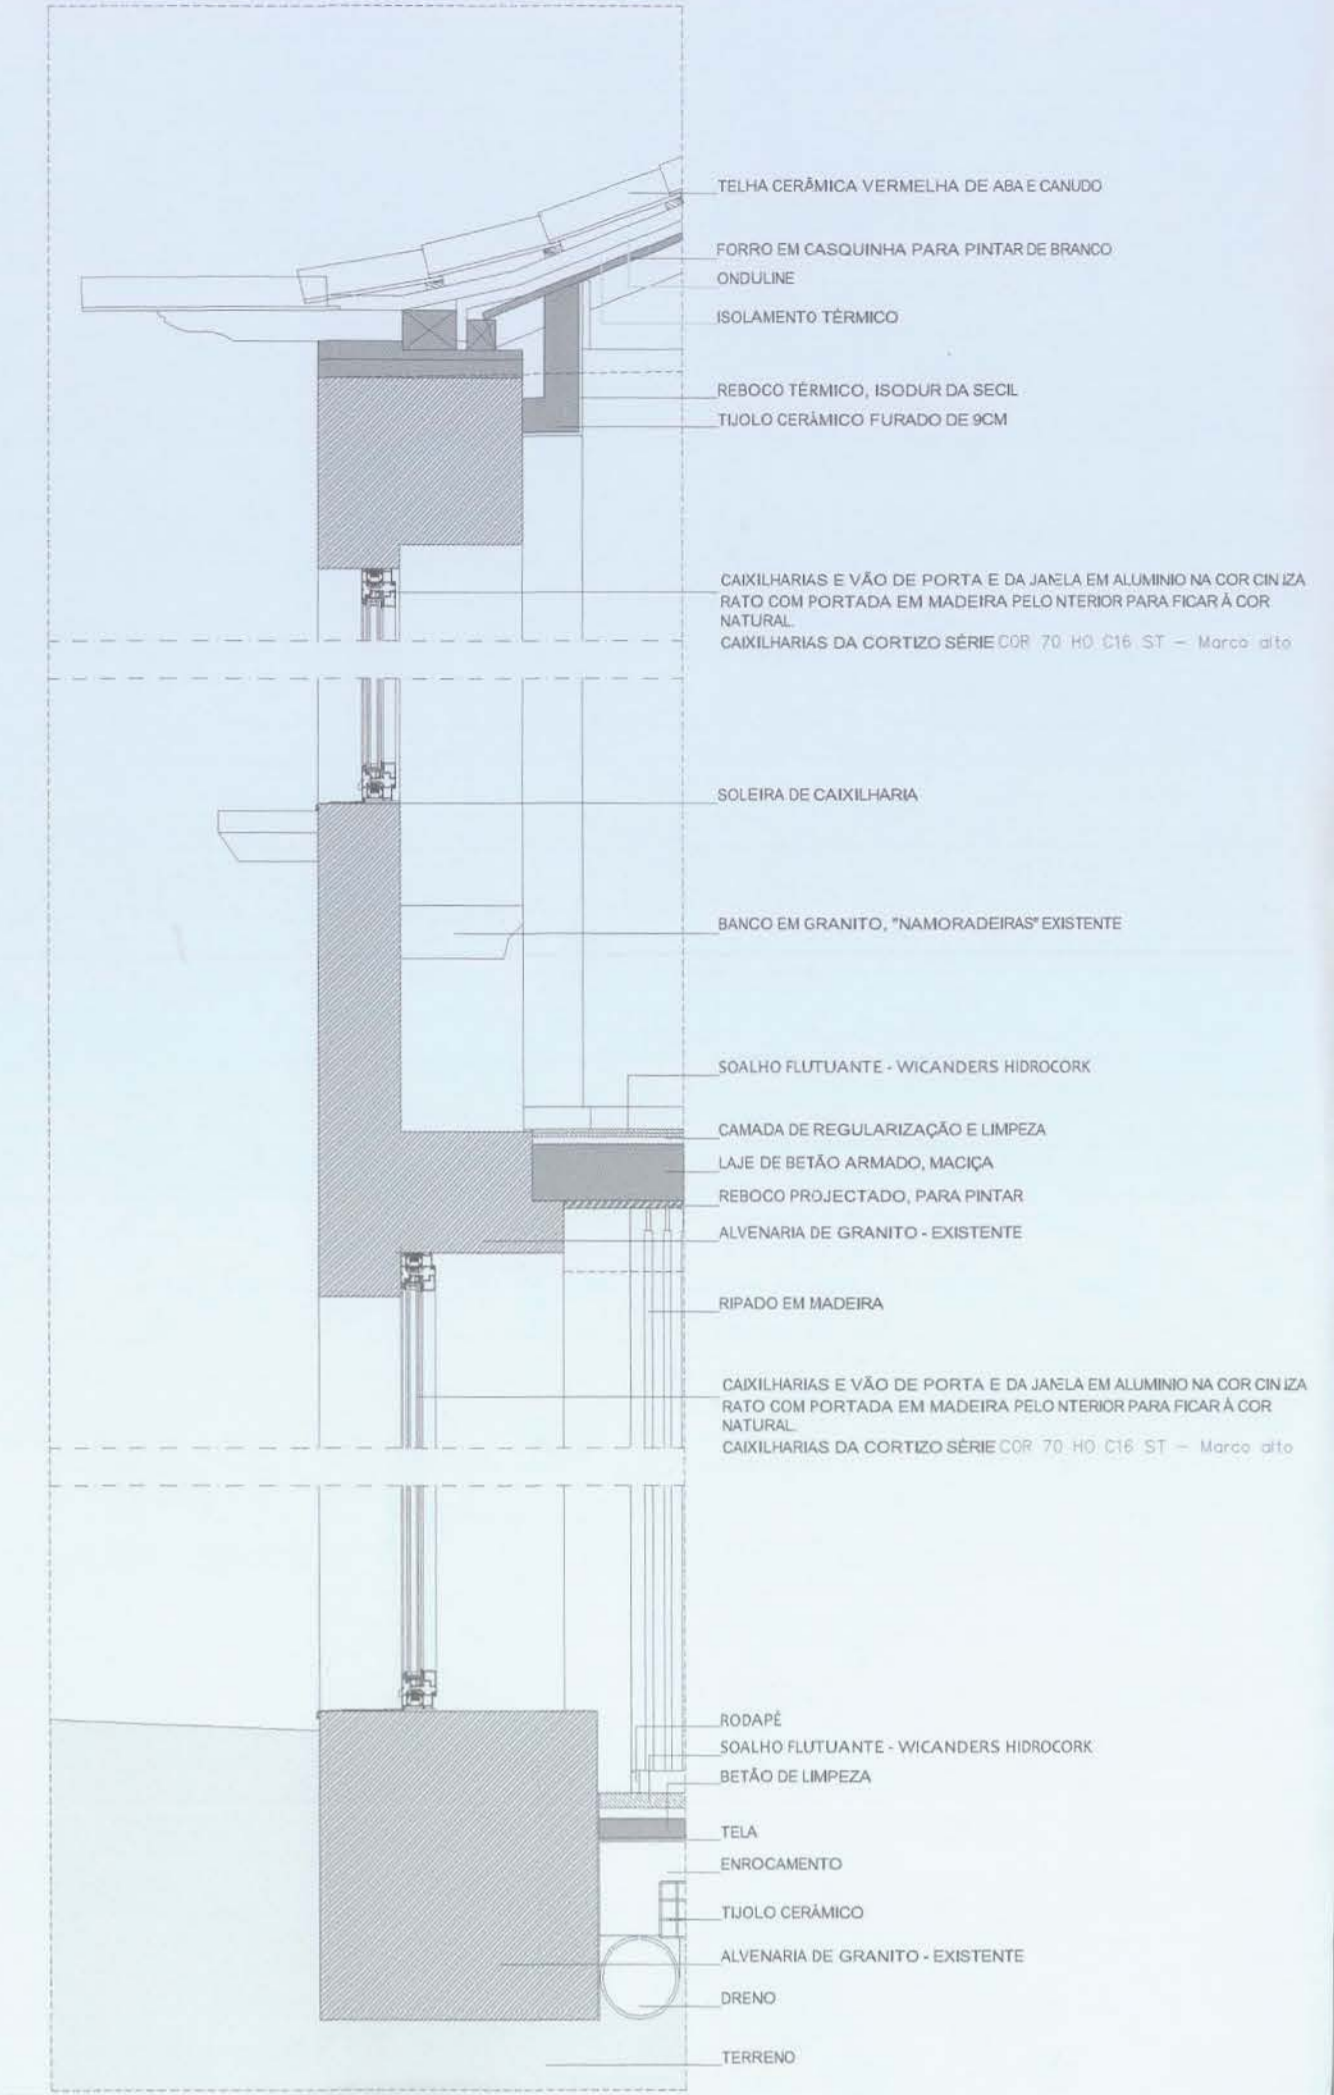 TELHA CERÂMICA VERMELHA DE ABA E CANUDO
FORRO EM CASQUINHA PARA PINTAR DE BRANCO
ONDULINE
ISOLAMENTO TÉRMICO
REBOCO TÉRMICO, ISODUR DA SECIL
TIJOLO CERÂMICO FURADO DE 9CM
CAIXILHARIAS E VÃO DE PORTA E DA JANELA EM ALUMINIO NA COR CINIZA
RATO COM PORTADA EM MADEIRA PELO NTERIOR PARA FICAR À COR
NATURAL.
CAIXILHARIAS DA CORTIZO SÉRIE COR 70 HO C16 ST - Marco alto
SOLEIRA DE CAIXILHARIA
BANCO EM GRANITO, "NAMORADEIRAS" EXISTENTE
SOALHO FLUTUANTE - WICANDERS HIDROCORK
CAMADA DE REGULARIZAÇÃO E LIMPEZA
LAJE DE BETÃO ARMADO, MACIÇA
REBOCO PROJECTADO, PARA PINTAR
ALVENARIA DE GRANITO - EXISTENTE
RIPADO EM MADEIRA
CAIXILHARIAS E VÃO DE PORTA E DA JANELA EM ALUMINIO NA COR CINIZA
RATO COM PORTADA EM MADEIRA PELO NTERIOR PARA FICAR À COR
NATURAL.
CAIXILHARIAS DA CORTIZO SÉRIE COR 70 HO C16 ST - Marco alto
RODAPÉ
SOALHO FLUTUANTE - WICANDERS HIDROCORK
BETÃO DE LIMPEZA
TELA
ENROCAMENTO
TIJOLO CERÂMICO
ALVENARIA DE GRANITO - EXISTENTE
DRENO
TERRENO